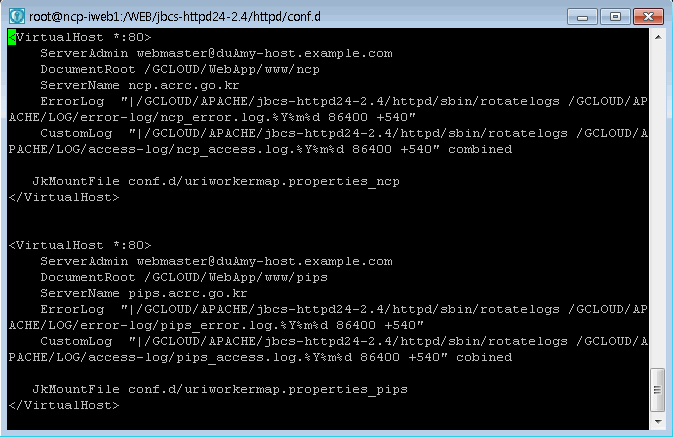 root@ncp-iweb1:/WEB/jbcs-httpd24-2.4/httpd/conf.d
<VirtualHost *:80>
    ServerAdmin webmaster@duAmy-host.example.com
    DocumentRoot /GCLOUD/WebApp/www/ncp
    ServerName ncp.acrc.go.kr
    ErrorLog  "|/GCLOUD/APACHE/jbcs-httpd24-2.4/httpd/sbin/rotatelogs /GCLOUD/AP
ACHE/LOG/error-log/ncp_error.log.%Y%m%d 86400 +540"
    CustomLog  "|/GCLOUD/APACHE/jbcs-httpd24-2.4/httpd/sbin/rotatelogs /GCLOUD/A
PACHE/LOG/access-log/ncp_access.log.%Y%m%d 86400 +540" combined
   JkMountFile conf.d/uriworkermap.properties_ncp
</VirtualHost>
<VirtualHost *:80>
    ServerAdmin webmaster@duAmy-host.example.com
    DocumentRoot /GCLOUD/WebApp/www/pips
    ServerName pips.acrc.go.kr
    ErrorLog  "|/GCLOUD/APACHE/jbcs-httpd24-2.4/httpd/sbin/rotatelogs /GCLOUD/AP
ACHE/LOG/error-log/pips_error.log.%Y%m%d 86400 +540"
    CustomLog  "|/GCLOUD/APACHE/jbcs-httpd24-2.4/httpd/sbin/rotatelogs /GCLOUD/A
PACHE/LOG/access-log/pips_access.log.%Y%m%d 86400 +540" cobined
   JkMountFile conf.d/uriworkermap.properties_pips
</VirtualHost>